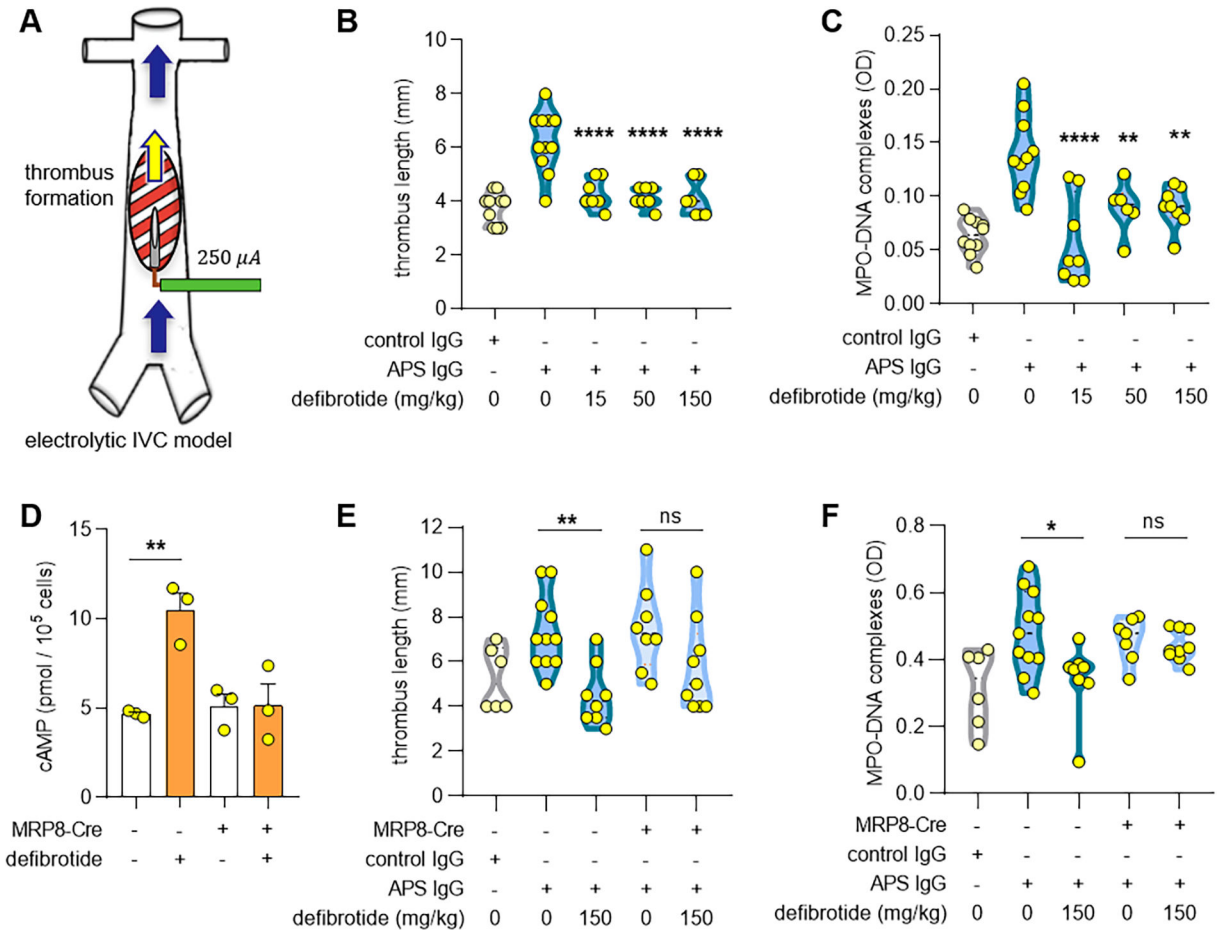 A
thrombus
formation
250 μA
electrolytic IVC model
B
thrombus length (mm)
10
8
6
4
2
0
**** **** ****
control IgG + - - - -
APS IgG - + + + +
defibrotide (mg/kg) 0 0 15 50 150
C
MPO-DNA complexes (OD)
0.25
0.20
0.15
0.10
0.05
0.00
**** ** **
control IgG + - - - -
APS IgG - + + + +
defibrotide (mg/kg) 0 0 15 50 150
D
cAMP (pmol / 10⁵ cells)
15
10
5
0
**
MRP8-Cre - - + +
defibrotide - + - +
E
thrombus length (mm)
12
10
8
6
4
2
0
** ns
MRP8-Cre - - - + +
control IgG + - - - -
APS IgG - + + + +
defibrotide (mg/kg) 0 0 150 0 150
F
MPO-DNA complexes (OD)
0.8
0.6
0.4
0.2
0.0
* ns
MRP8-Cre - - - + +
control IgG + - - - -
APS IgG - + + + +
defibrotide (mg/kg) 0 0 150 0 150